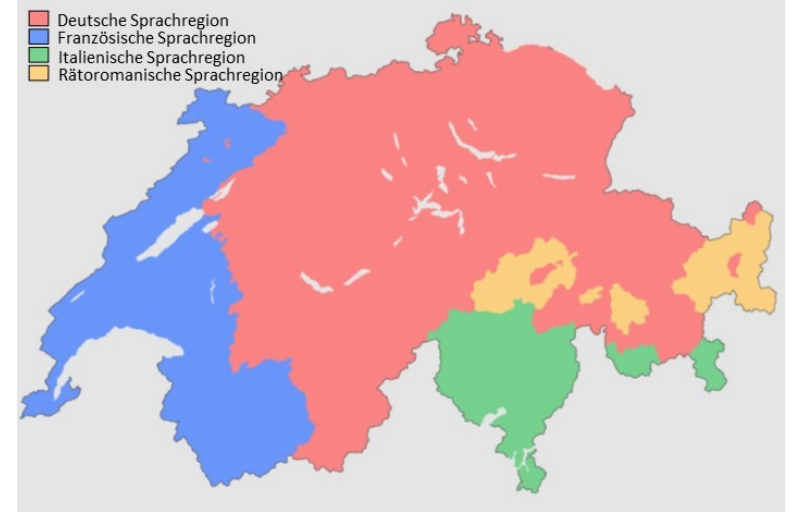 Deutsche Sprachregion
Französische Sprachregion
Italienische Sprachregion
Rätoromanische Sprachregion